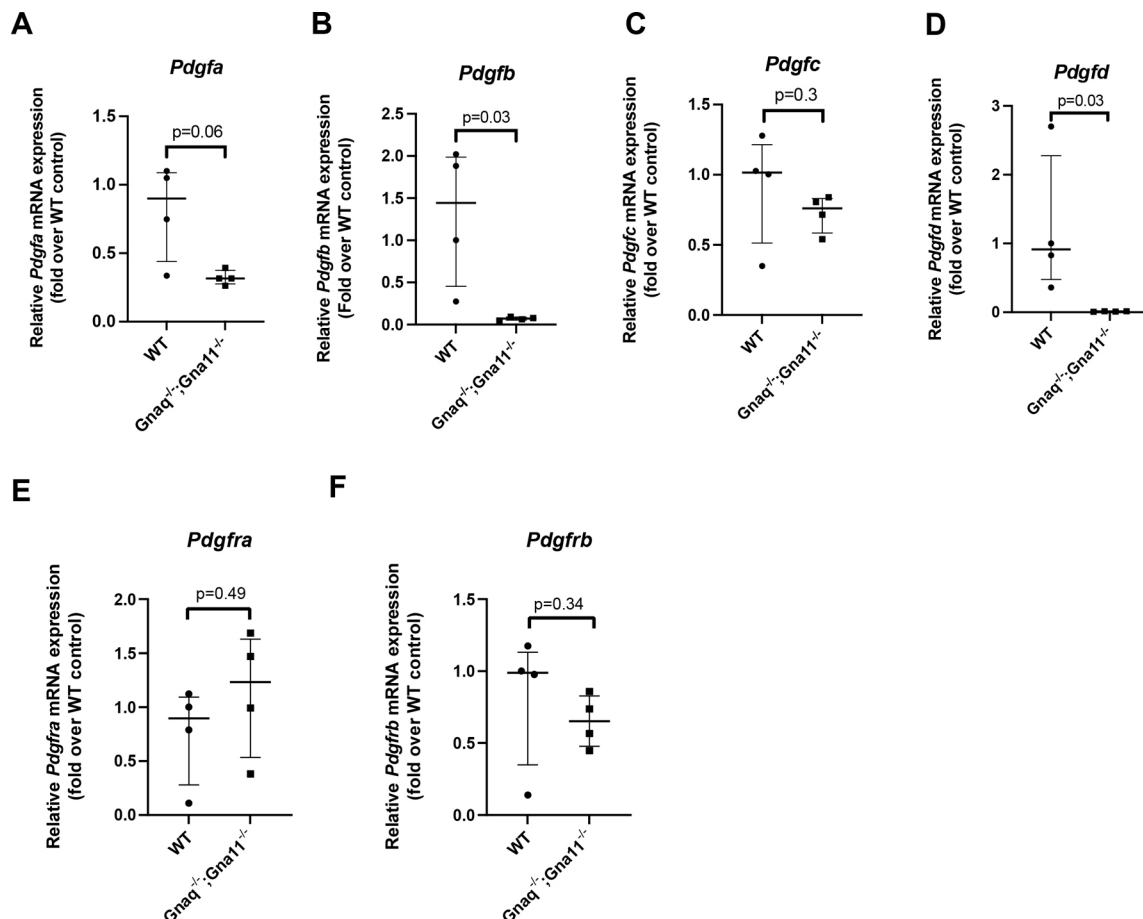 A
Pdgfa
Relative Pdgfa mRNA expression
(fold over WT control)
1.5
1.0
0.5
0.0
p=0.06
WT
Gnaq-/-;Gna11-/-
B
Pdgfb
Relative Pdgfb mRNA expression
(Fold over WT control)
2.5
2.0
1.5
1.0
0.5
0.0
p=0.03
WT
Gnaq-/-;Gna11-/-
C
Pdgfc
Relative Pdgfc mRNA expression
(fold over WT control)
1.5
1.0
0.5
0.0
p=0.3
WT
Gnaq-/-;Gna11-/-
D
Pdgfd
Relative Pdgfd mRNA expression
(fold over WT control)
3
2
1
0
p=0.03
WT
Gnaq-/-;Gna11-/-
E
Pdgfra
Relative Pdgfra mRNA expression
(fold over WT control)
2.0
1.5
1.0
0.5
0.0
p=0.49
WT
Gnaq-/-;Gna11-/-
F
Pdgfrb
Relative Pdgfrb mRNA expression
(fold over WT control)
1.5
1.0
0.5
0.0
p=0.34
WT
Gnaq-/-;Gna11-/-